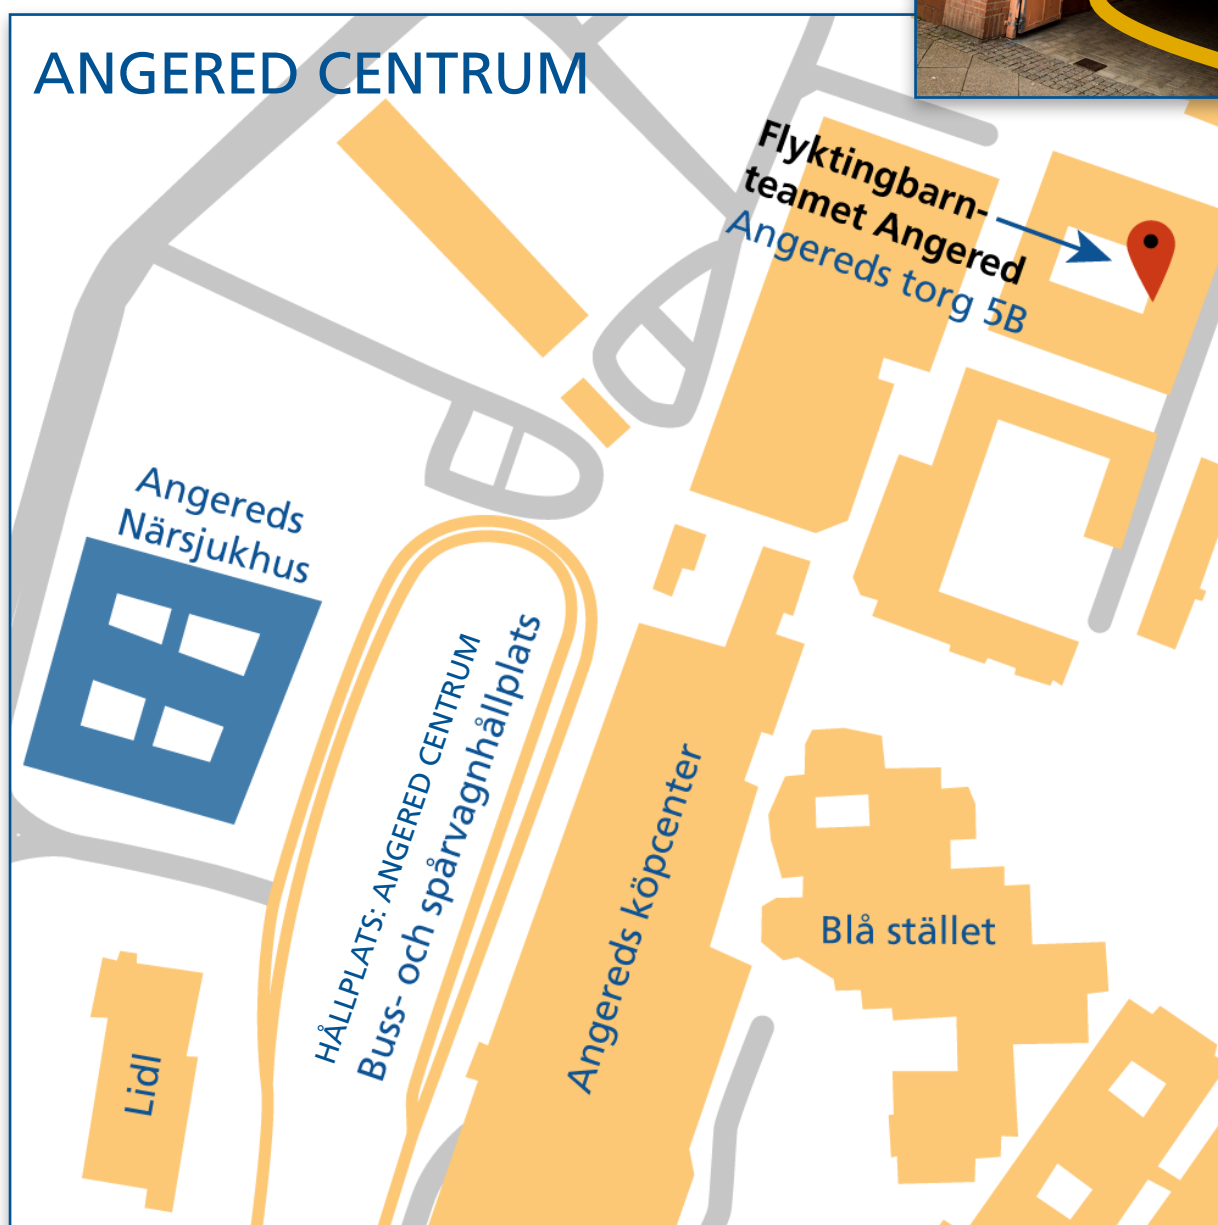 ANGERED CENTRUM
Flyktingbarn-
teamet Angered
Angereds torg 5B
Angereds
Närsjukhus
HÅLLPLATS: ANGERED CENTRUM
Buss- och spårvagnhållplats
Angereds köpcenter
Blå stället
Lidl